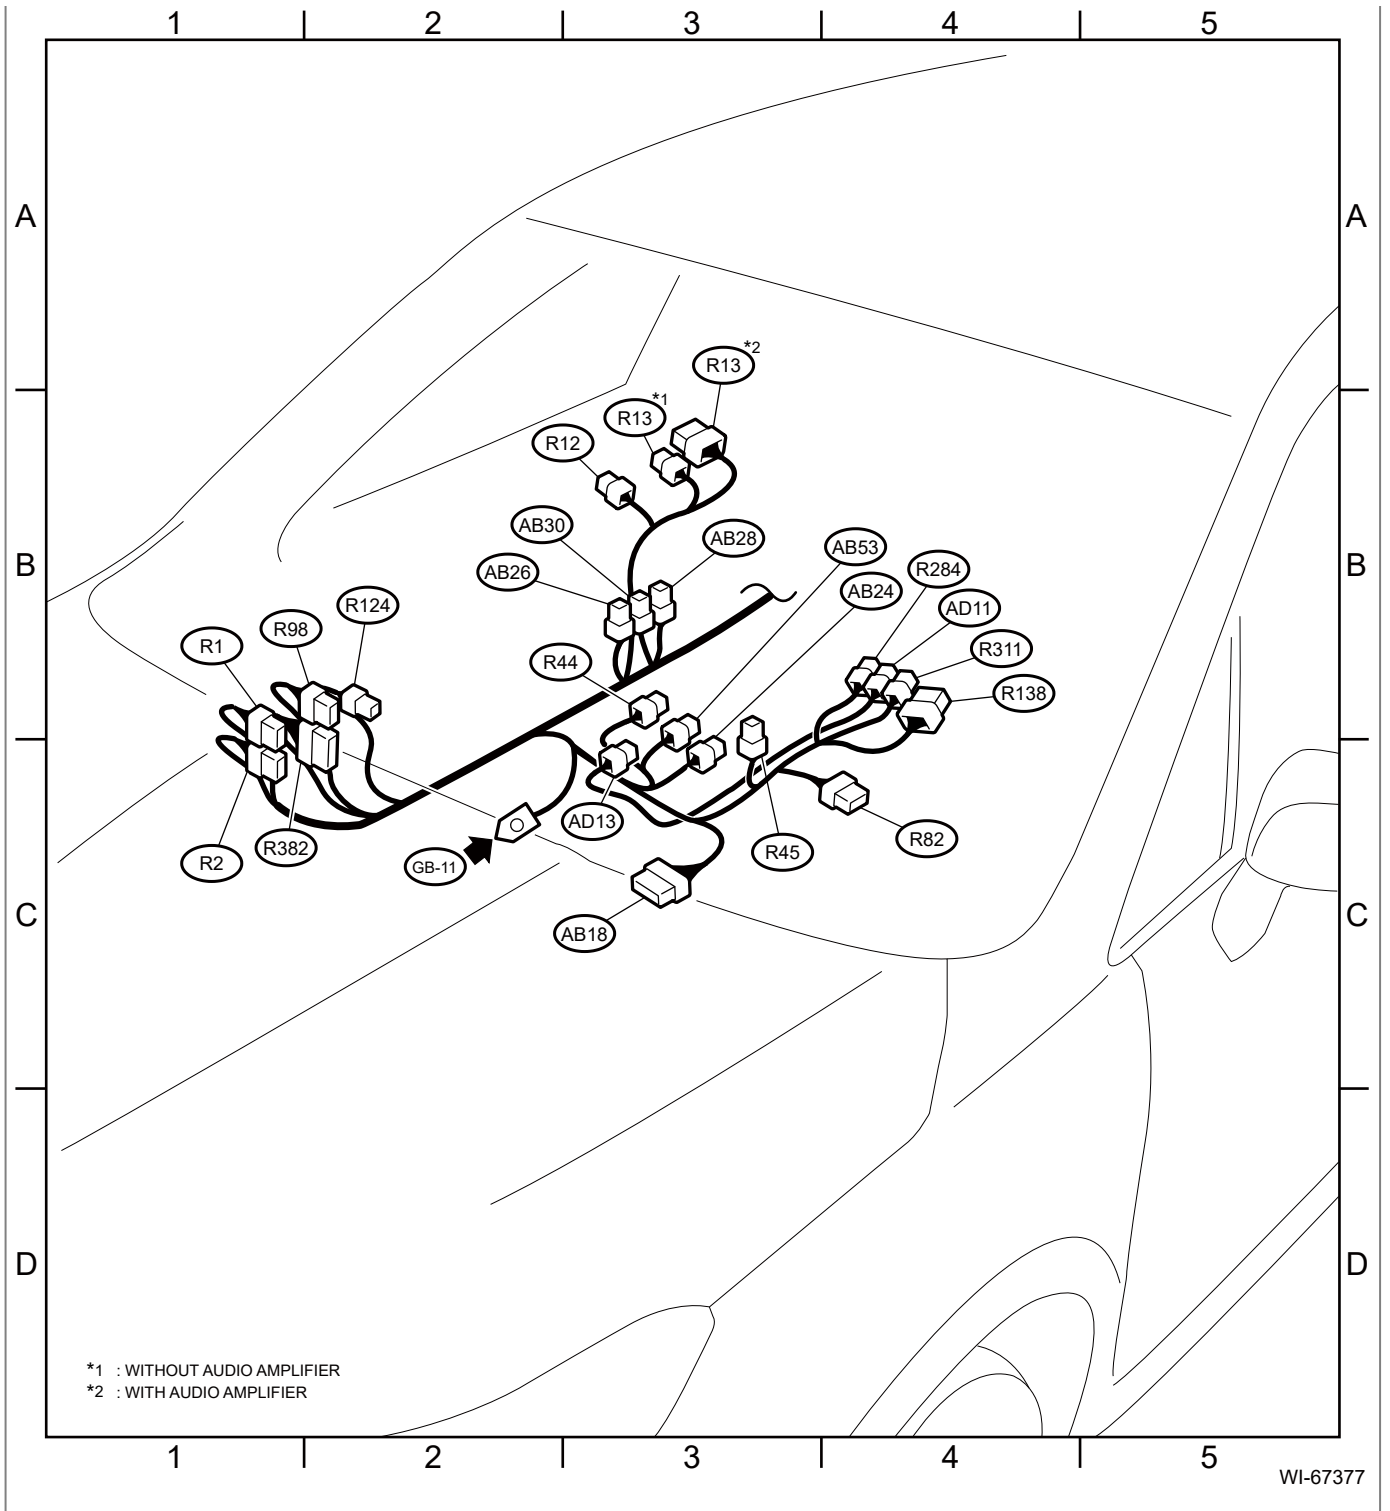 1 2 3 4 5
A A
R13 *2
R13 *1
R12
AB30
AB28
AB53
B B
AB26
R284
AB24
R124
AD11
R98
R1
R311
R44
R138
AD13
R82
R382
R45
R2
GB-11
C C
AB18
D D
*1 : WITHOUT AUDIO AMPLIFIER
*2 : WITH AUDIO AMPLIFIER
1 2 3 4 5
WI-67377